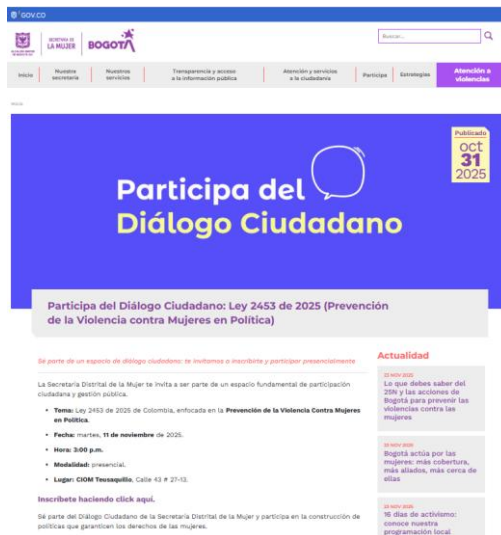 GOV.CO
SECRETARÍA DE
LA MUJER
BOGOTÁ
Buscar...
Inicio
Nuestra
secretaría
Nuestros
servicios
Transparencia y acceso
a la información pública
Atención y servicios
a la ciudadanía
Participa
Estrategias
Atención a
violencias
Inicio
Publicado
oct
31
2025
Participa del
Diálogo Ciudadano
Participa del Diálogo Ciudadano: Ley 2453 de 2025 (Prevención
de la Violencia contra Mujeres en Política)
Sé parte de un espacio de diálogo ciudadano: te invitamos a inscribirte y participar presencialmente
La Secretaría Distrital de la Mujer te invita a ser parte de un espacio fundamental de participación
ciudadana y gestión pública.
• Tema: Ley 2453 de 2025 de Colombia, enfocada en la Prevención de la Violencia Contra Mujeres
en Política.
• Fecha: martes, 11 de noviembre de 2025.
• Hora: 3:00 p.m.
• Modalidad: presencial.
• Lugar: CIOM Teusaquillo, Calle 43 # 27-13.
Inscríbete haciendo click aquí.
Sé parte del Diálogo Ciudadano de la Secretaría Distrital de la Mujer y participa en la construcción de
políticas que garanticen los derechos de las mujeres.
Actualidad
NOV 2025
Lo que debes saber del
25N y las acciones de
Bogotá para prevenir las
violencias contra las
mujeres
NOV 2025
Bogotá actúa por las
mujeres: más cobertura,
más aliados, más cerca de
ellas
NOV 2025
16 días de activismo:
conoce nuestra
programación local